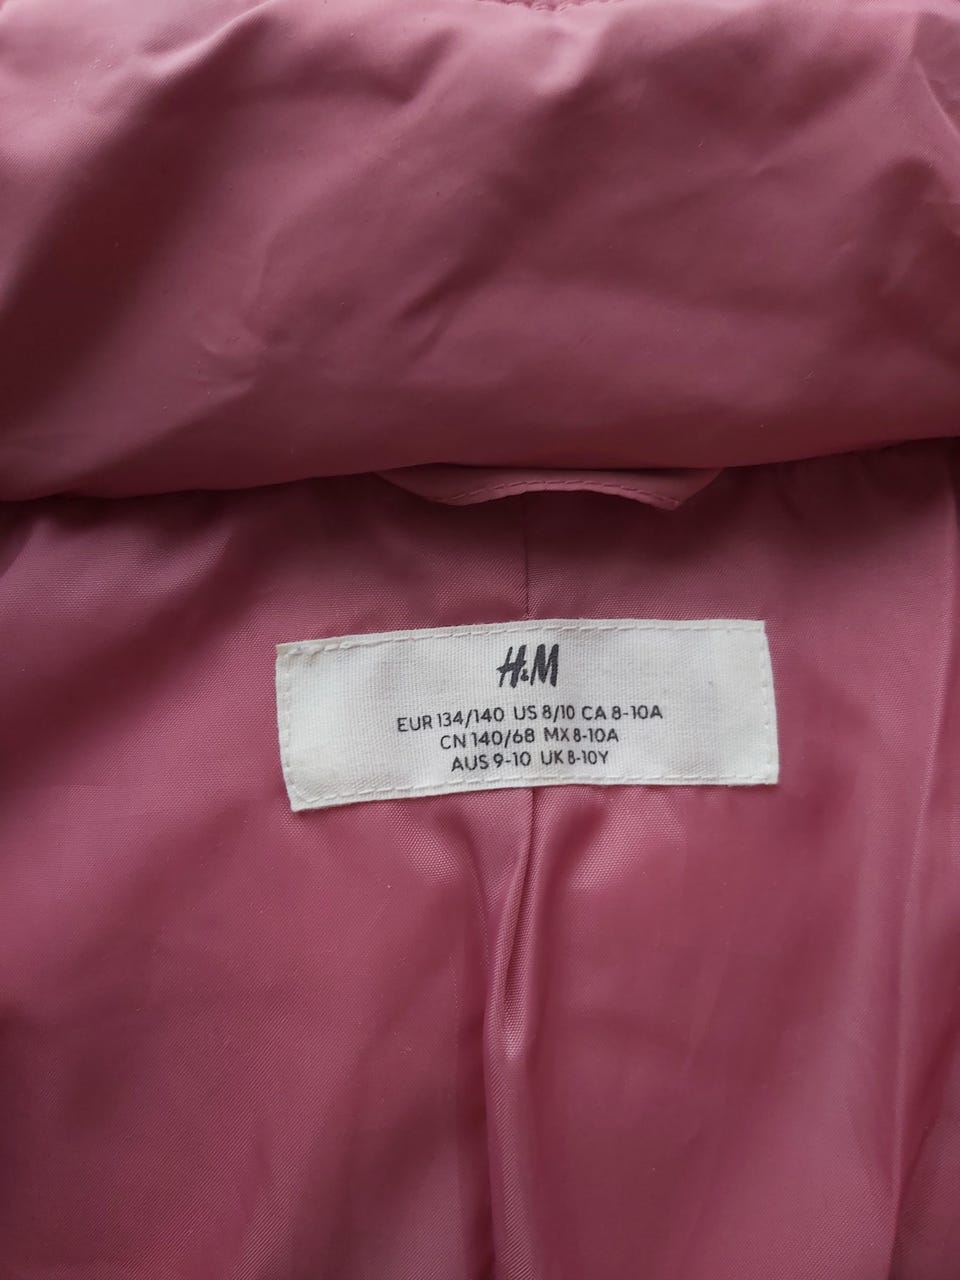 H&M
EUR 134/140 US 8/10 CA 8-10A
CN 140/68 MX 8-10A
AUS 9-10 UK 8-10Y